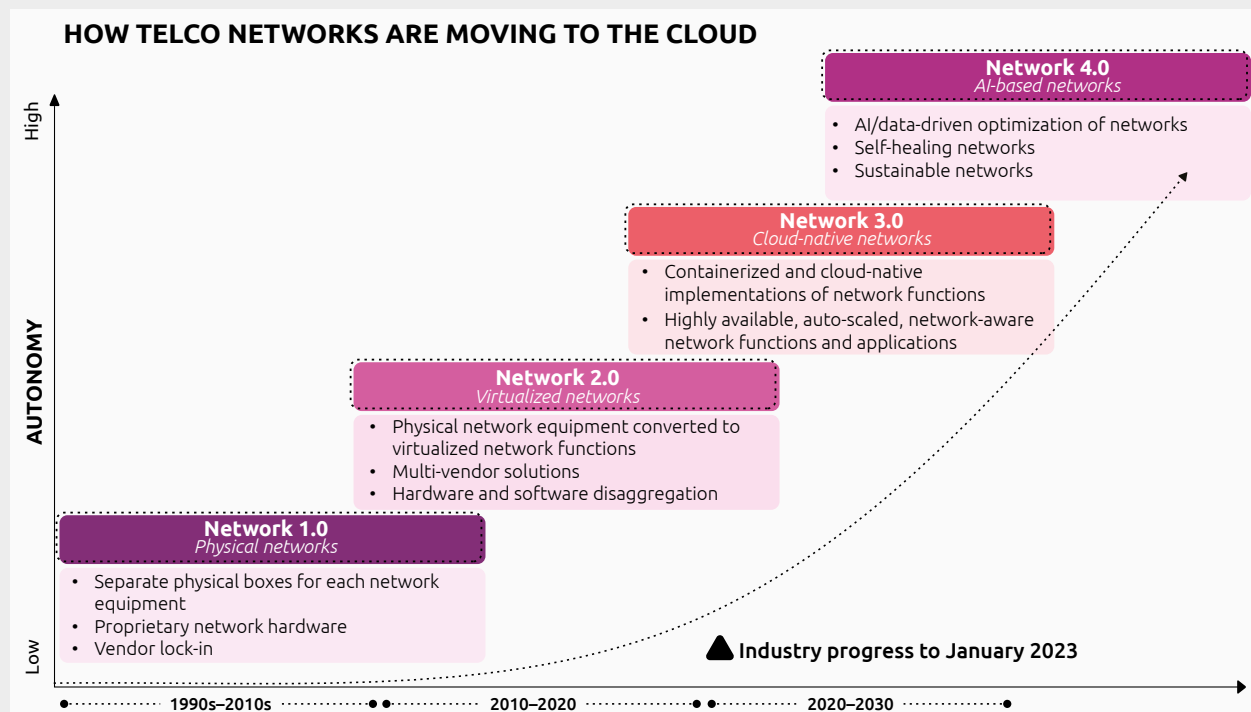 HOW TELCO NETWORKS ARE MOVING TO THE CLOUD
Network 4.0
AI-based networks
• AI/data-driven optimization of networks
• Self-healing networks
• Sustainable networks
High
Network 3.0
Cloud-native networks
• Containerized and cloud-native
implementations of network functions
• Highly available, auto-scaled, network-aware
network functions and applications
AUTONOMY
Network 2.0
Virtualized networks
• Physical network equipment converted to
virtualized network functions
• Multi-vendor solutions
• Hardware and software disaggregation
Network 1.0
Physical networks
• Separate physical boxes for each network
equipment
• Proprietary network hardware
• Vendor lock-in
Low
Industry progress to January 2023
1990s–2010s
2010–2020
2020–2030